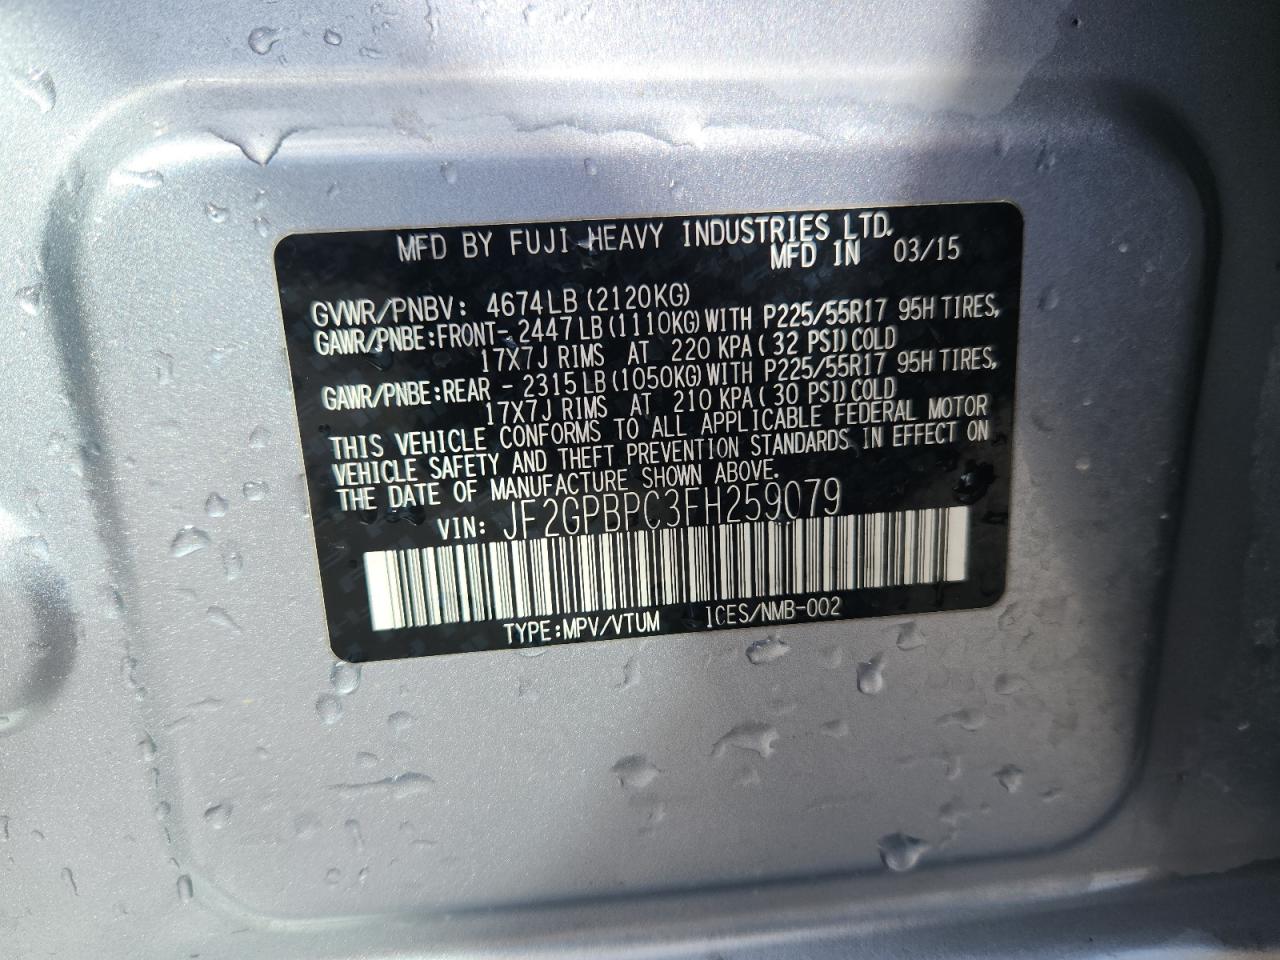 MFD BY FUJI HEAVY INDUSTRIES LTD.
MFD IN 03/15
GVWR/PNBV: 4674LB(2120KG)
GAWR/PNBE:FRONT-2447LB(1110KG)WITH P225/55R17 95H TIRES,
17X7J RIMS AT 220 KPA(32 PSI)COLD
GAWR/PNBE:REAR -2315LB(1050KG)WITH P225/55R17 95H TIRES,
17X7J RIMS AT 210 KPA(30 PSI)COLD
THIS VEHICLE CONFORMS TO ALL APPLICABLE FEDERAL MOTOR
VEHICLE SAFETY AND THEFT PREVENTION STANDARDS IN EFFECT ON
THE DATE OF MANUFACTURE SHOWN ABOVE.
VIN: JF2GPBPC3FH259079
TYPE:MPV/VTUM ICES/NMB-002